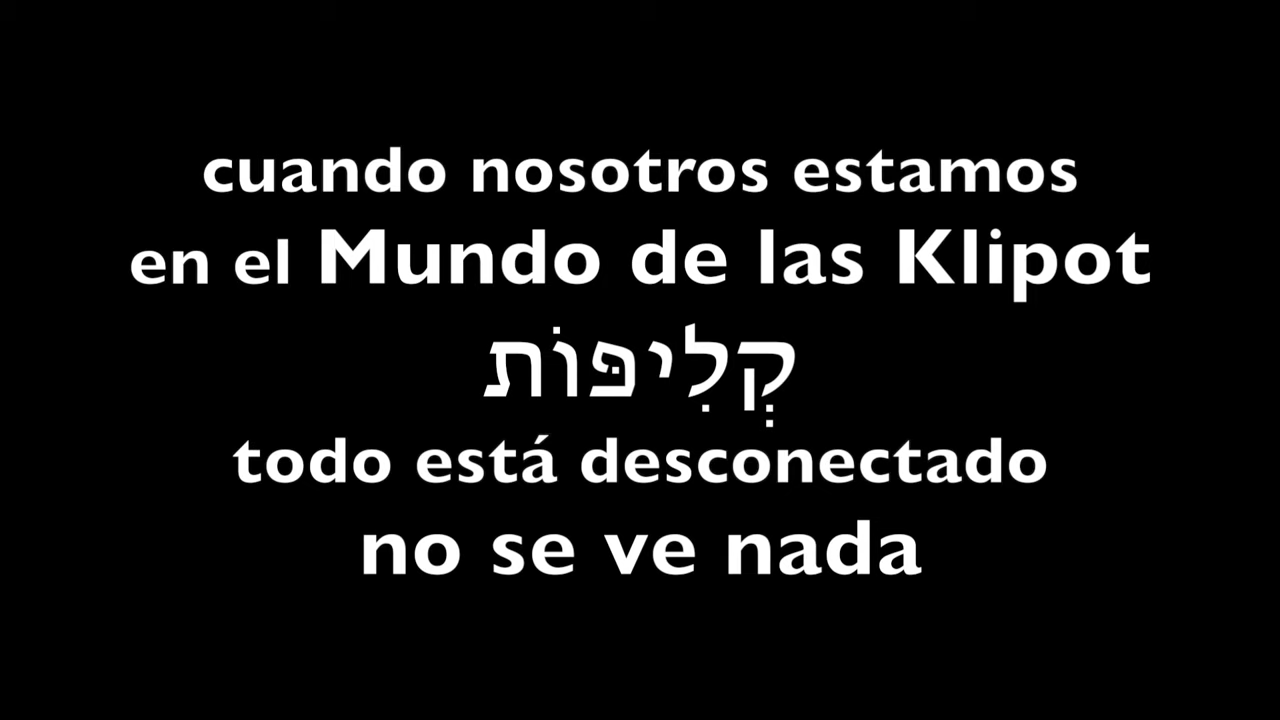 cuando nosotros estamos
en el Mundo de las Klipot
קְלִיפּוֹת
todo está desconectado
no se ve nada